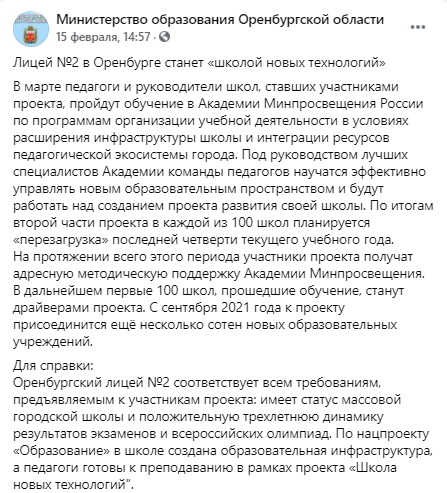 Министерство образования Оренбургской области
15 февраля, 14:57 ·
Лицей №2 в Оренбурге станет «школой новых технологий»
В марте педагоги и руководители школ, ставших участниками
проекта, пройдут обучение в Академии Минпросвещения России
по программам организации учебной деятельности в условиях
расширения инфраструктуры школы и интеграции ресурсов
педагогической экосистемы города. Под руководством лучших
специалистов Академии команды педагогов научатся эффективно
управлять новым образовательным пространством и будут
работать над созданием проекта развития своей школы. По итогам
второй части проекта в каждой из 100 школ планируется
«перезагрузка» последней четверти текущего учебного года.
На протяжении всего этого периода участники проекта получат
адресную методическую поддержку Академии Минпросвещения.
В дальнейшем первые 100 школ, прошедшие обучение, станут
драйверами проекта. С сентября 2021 года к проекту
присоединится ещё несколько сотен новых образовательных
учреждений.
Для справки:
Оренбургский лицей №2 соответствует всем требованиям,
предъявляемым к участникам проекта: имеет статус массовой
городской школы и положительную трехлетнюю динамику
результатов экзаменов и всероссийских олимпиад. По нацпроекту
«Образование» в школе создана образовательная инфраструктура,
а педагоги готовы к преподаванию в рамках проекта «Школа
новых технологий".